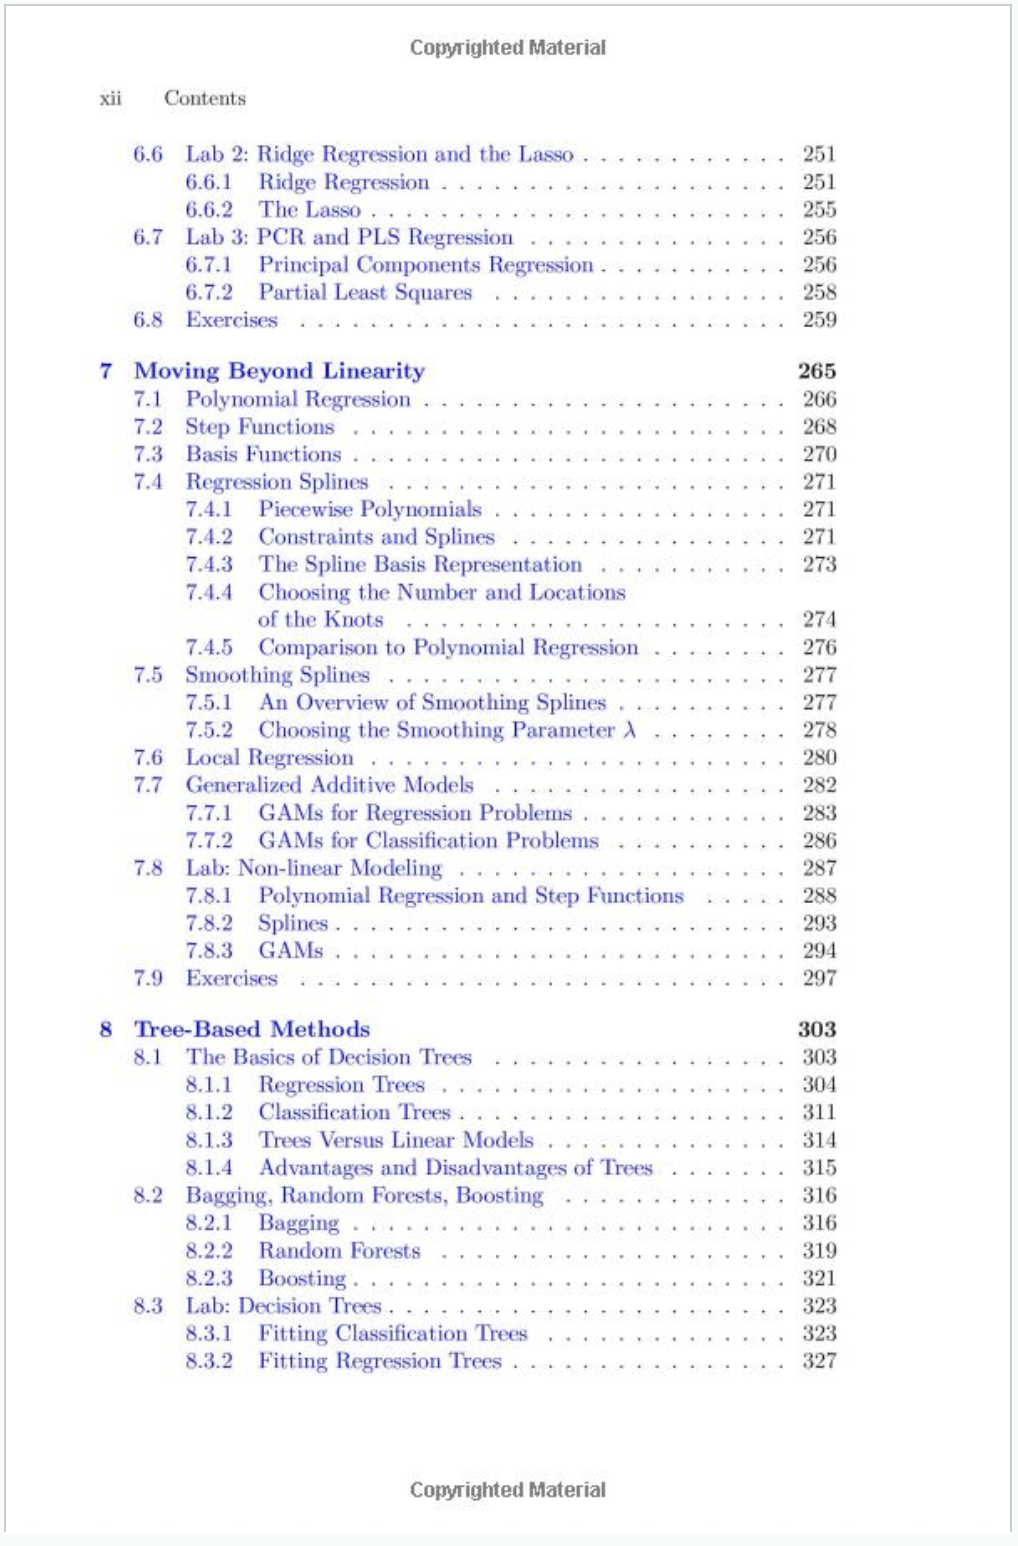 Copyrighted Material
xii Contents
6.6 Lab 2: Ridge Regression and the Lasso . . . . . . . . . . . . 251
6.6.1 Ridge Regression . . . . . . . . . . . . . . . . . . . . 251
6.6.2 The Lasso . . . . . . . . . . . . . . . . . . . . . . . . 255
6.7 Lab 3: PCR and PLS Regression . . . . . . . . . . . . . . . 256
6.7.1 Principal Components Regression . . . . . . . . . . . 256
6.7.2 Partial Least Squares . . . . . . . . . . . . . . . . . 258
6.8 Exercises . . . . . . . . . . . . . . . . . . . . . . . . . . . . 259
7 Moving Beyond Linearity 265
7.1 Polynomial Regression . . . . . . . . . . . . . . . . . . . . . 266
7.2 Step Functions . . . . . . . . . . . . . . . . . . . . . . . . . 268
7.3 Basis Functions . . . . . . . . . . . . . . . . . . . . . . . . . 270
7.4 Regression Splines . . . . . . . . . . . . . . . . . . . . . . . 271
7.4.1 Piecewise Polynomials . . . . . . . . . . . . . . . . . 271
7.4.2 Constraints and Splines . . . . . . . . . . . . . . . . 271
7.4.3 The Spline Basis Representation . . . . . . . . . . . 273
7.4.4 Choosing the Number and Locations
of the Knots . . . . . . . . . . . . . . . . . . . . . . 274
7.4.5 Comparison to Polynomial Regression . . . . . . . . 276
7.5 Smoothing Splines . . . . . . . . . . . . . . . . . . . . . . . 277
7.5.1 An Overview of Smoothing Splines . . . . . . . . . . 277
7.5.2 Choosing the Smoothing Parameter λ . . . . . . . . 278
7.6 Local Regression . . . . . . . . . . . . . . . . . . . . . . . . 280
7.7 Generalized Additive Models . . . . . . . . . . . . . . . . . 282
7.7.1 GAMs for Regression Problems . . . . . . . . . . . . 283
7.7.2 GAMs for Classification Problems . . . . . . . . . . 286
7.8 Lab: Non-linear Modeling . . . . . . . . . . . . . . . . . . . 287
7.8.1 Polynomial Regression and Step Functions . . . . . 288
7.8.2 Splines . . . . . . . . . . . . . . . . . . . . . . . . . . 293
7.8.3 GAMs . . . . . . . . . . . . . . . . . . . . . . . . . . 294
7.9 Exercises . . . . . . . . . . . . . . . . . . . . . . . . . . . . 297
8 Tree-Based Methods 303
8.1 The Basics of Decision Trees . . . . . . . . . . . . . . . . . 303
8.1.1 Regression Trees . . . . . . . . . . . . . . . . . . . . 304
8.1.2 Classification Trees . . . . . . . . . . . . . . . . . . . 311
8.1.3 Trees Versus Linear Models . . . . . . . . . . . . . . 314
8.1.4 Advantages and Disadvantages of Trees . . . . . . . 315
8.2 Bagging, Random Forests, Boosting . . . . . . . . . . . . . 316
8.2.1 Bagging . . . . . . . . . . . . . . . . . . . . . . . . . 316
8.2.2 Random Forests . . . . . . . . . . . . . . . . . . . . 319
8.2.3 Boosting . . . . . . . . . . . . . . . . . . . . . . . . . 321
8.3 Lab: Decision Trees . . . . . . . . . . . . . . . . . . . . . . . 323
8.3.1 Fitting Classification Trees . . . . . . . . . . . . . . 323
8.3.2 Fitting Regression Trees . . . . . . . . . . . . . . . . 327
Copyrighted Material